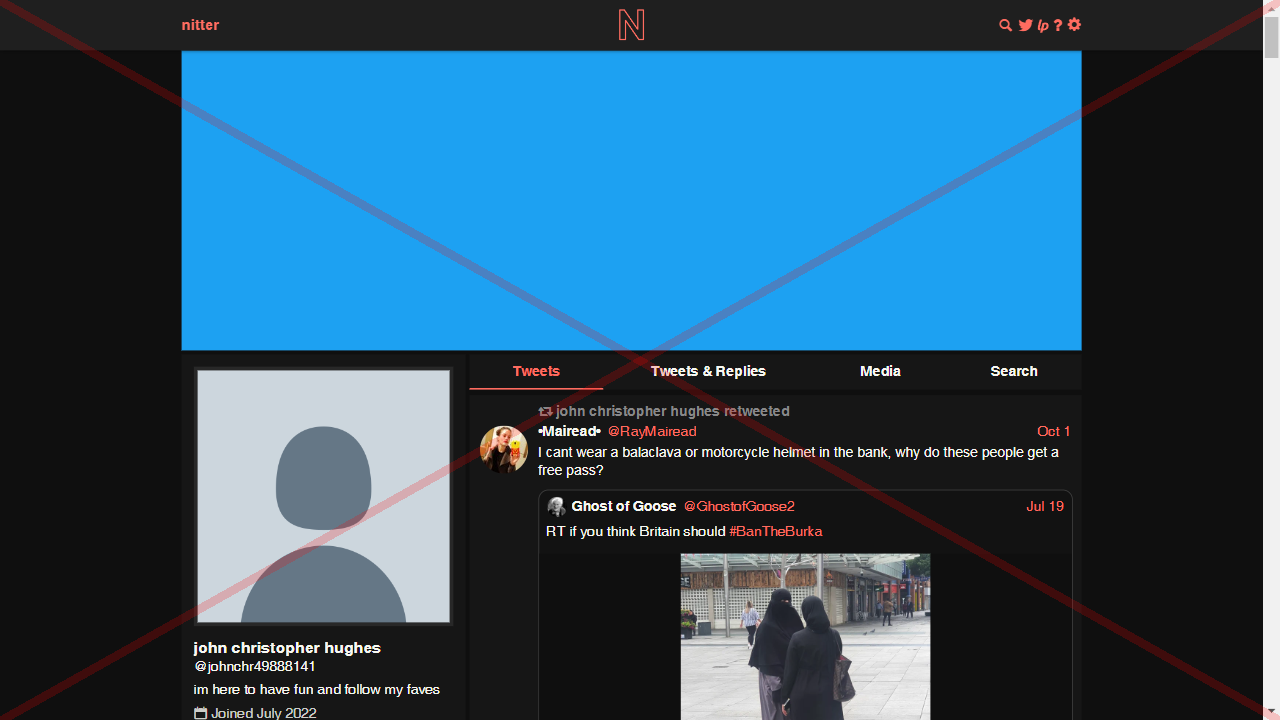 nitter
N
lp ?
Tweets
Tweets & Replies
Media
Search
john christopher hughes retweeted
•Mairead• @RayMairead Oct 1
I cant wear a balaclava or motorcycle helmet in the bank, why do these people get a
free pass?
Ghost of Goose @GhostofGoose2 Jul 19
RT if you think Britain should #BanTheBurka
john christopher hughes
@johnchr49888141
im here to have fun and follow my faves
Joined July 2022